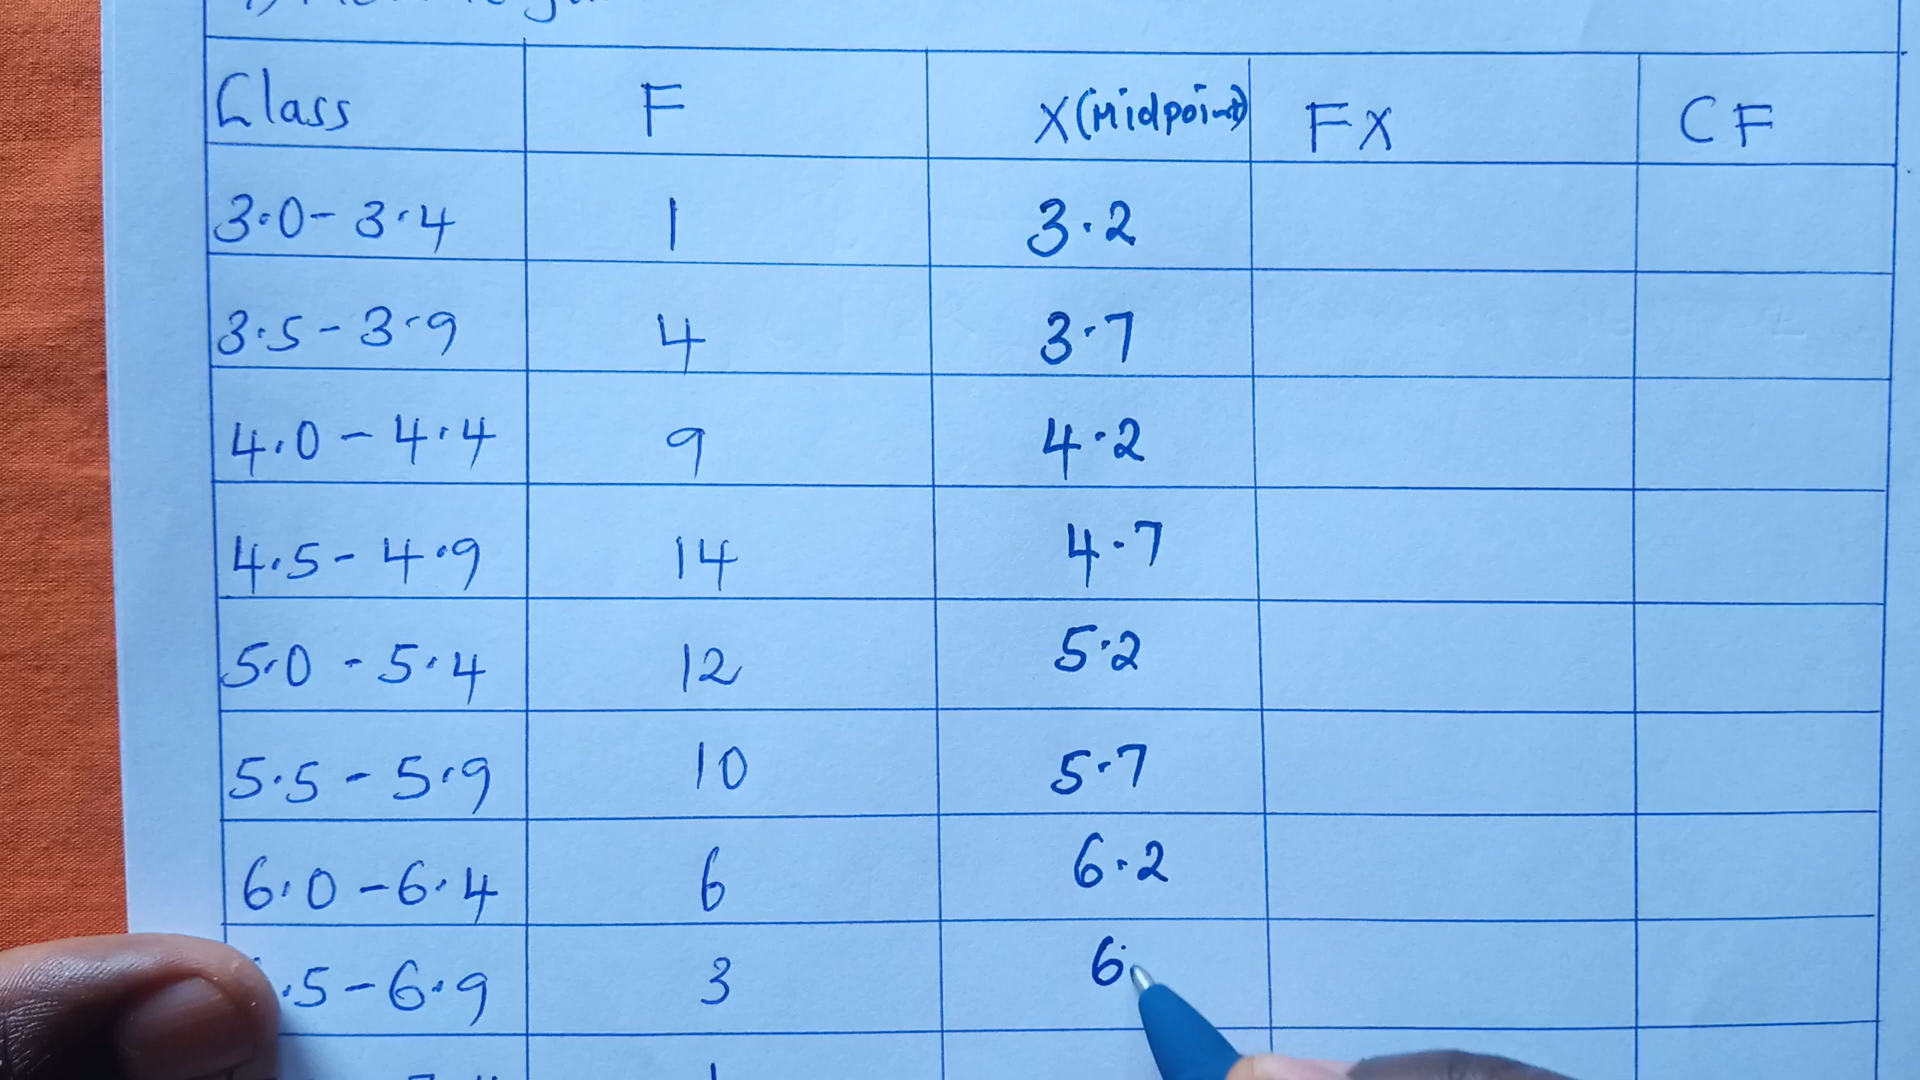 Class F X(Midpoint) FX CF
3.0 - 3.4 1 3.2
3.5 - 3.9 4 3.7
4.0 - 4.4 9 4.2
4.5 - 4.9 14 4.7
5.0 - 5.4 12 5.2
5.5 - 5.9 10 5.7
6.0 - 6.4 6 6.2
.5 - 6.9 3 6.